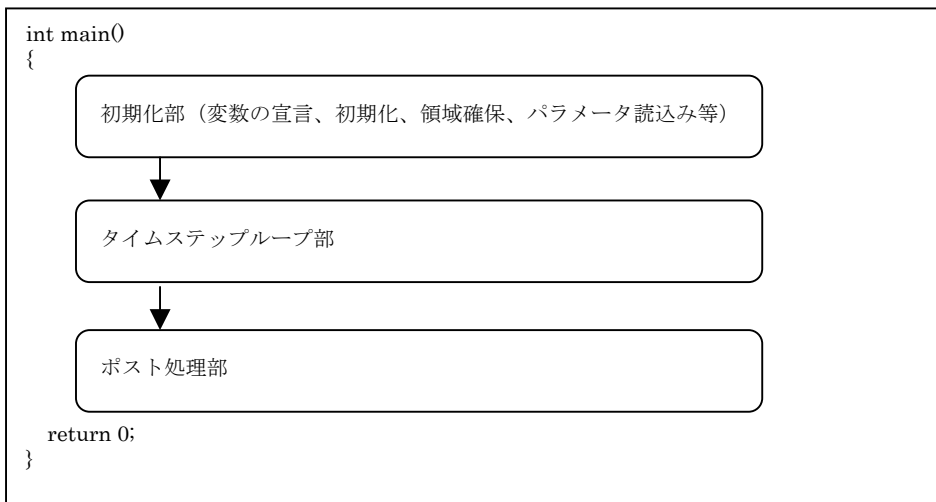 int main()
{
初期化部（変数の宣言、初期化、領域確保、パラメータ読込み等）
タイムステップループ部
ポスト処理部
return 0;
}